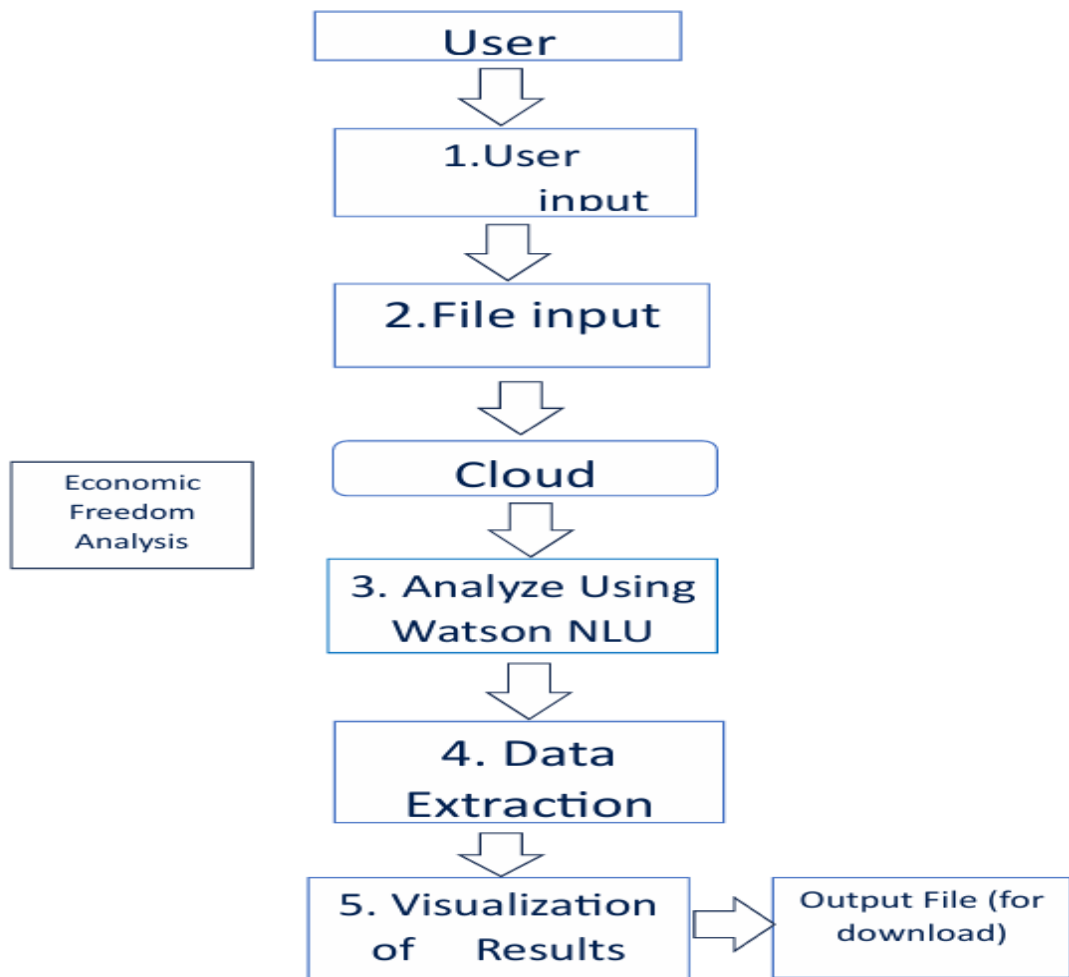 User
1.User
input
2.File input
Cloud
Economic
Freedom
Analysis
3. Analyze Using
Watson NLU
4. Data
Extraction
5. Visualization
of Results
Output File (for
download)